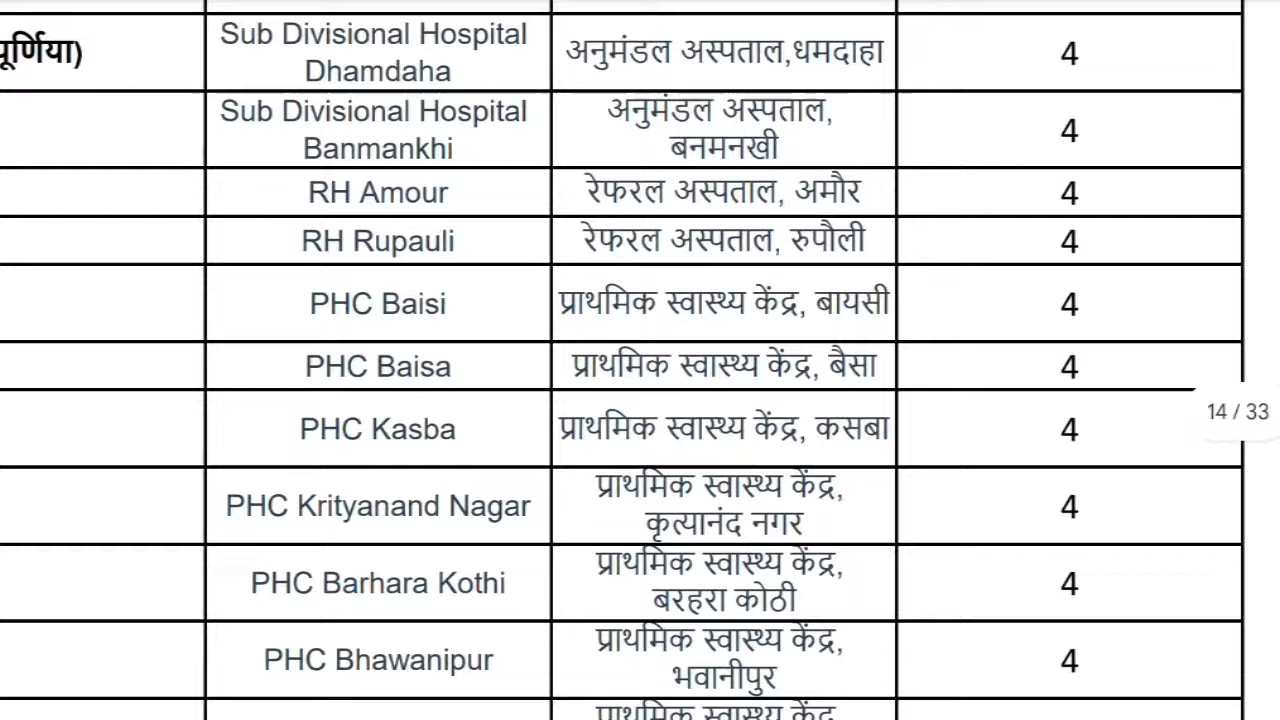 पूर्णिया)
Sub Divisional Hospital
Dhamdaha
अनुमंडल अस्पताल,धमदाहा
4
Sub Divisional Hospital
Banmankhi
अनुमंडल अस्पताल,
बनमनखी
4
RH Amour
रेफरल अस्पताल, अमौर
4
RH Rupauli
रेफरल अस्पताल, रुपौली
4
PHC Baisi
प्राथमिक स्वास्थ्य केंद्र, बायसी
4
PHC Baisa
प्राथमिक स्वास्थ्य केंद्र, बैसा
4
PHC Kasba
प्राथमिक स्वास्थ्य केंद्र, कसबा
4
14 / 33
PHC Krityanand Nagar
प्राथमिक स्वास्थ्य केंद्र,
कृत्यानंद नगर
4
PHC Barhara Kothi
प्राथमिक स्वास्थ्य केंद्र,
बरहरा कोठी
4
PHC Bhawanipur
प्राथमिक स्वास्थ्य केंद्र,
भवानीपुर
4
प्राथमिक स्वास्थ्य केंद्र,